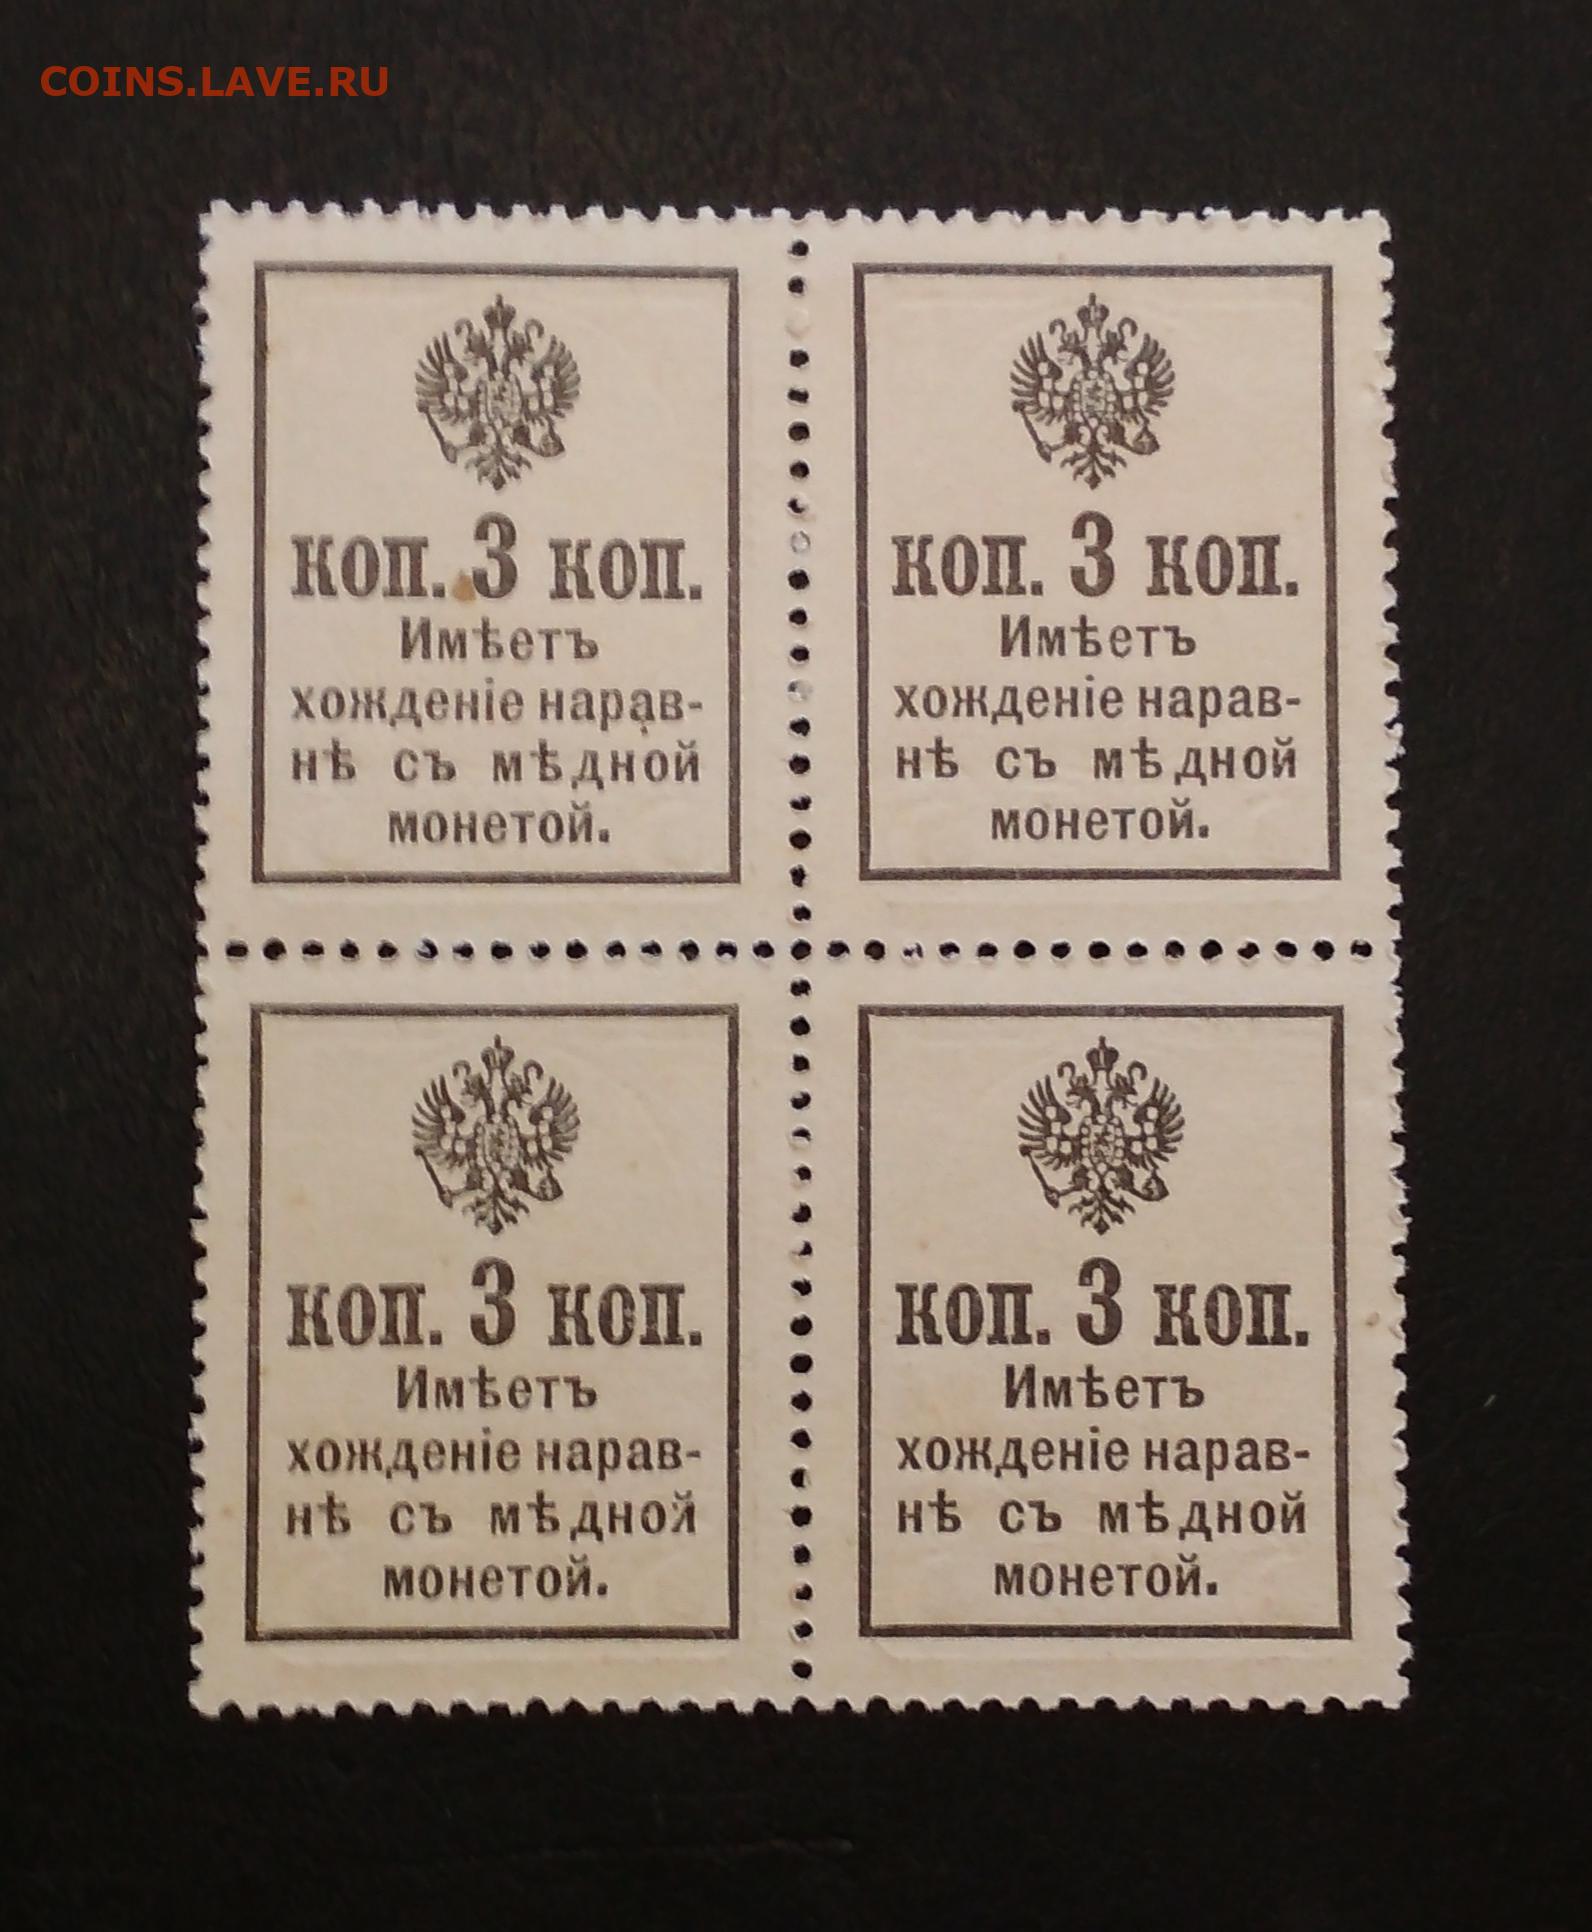 COINS.LAVE.RU
коп. 3 коп.
Имѣетъ
хожденіе нарав-
нѣ съ мѣдной
монетой.
коп. 3 коп.
Имѣетъ
хожденіе нарав-
нѣ съ мѣдной
монетой.
коп. 3 коп.
Имѣетъ
хожденіе нарав-
нѣ съ мѣдной
монетой.
коп. 3 коп.
Имѣетъ
хожденіе нарав-
нѣ съ мѣдной
монетой.